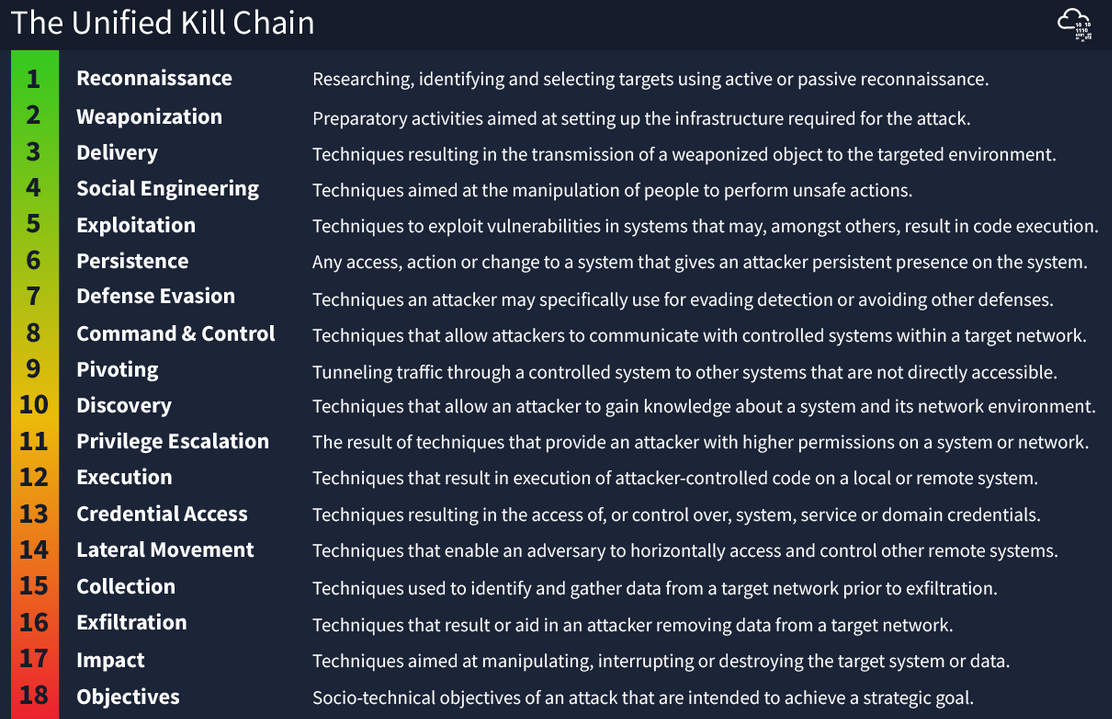 The Unified Kill Chain
1 Reconnaissance Researching, identifying and selecting targets using active or passive reconnaissance.
2 Weaponization Preparatory activities aimed at setting up the infrastructure required for the attack.
3 Delivery Techniques resulting in the transmission of a weaponized object to the targeted environment.
4 Social Engineering Techniques aimed at the manipulation of people to perform unsafe actions.
5 Exploitation Techniques to exploit vulnerabilities in systems that may, amongst others, result in code execution.
6 Persistence Any access, action or change to a system that gives an attacker persistent presence on the system.
7 Defense Evasion Techniques an attacker may specifically use for evading detection or avoiding other defenses.
8 Command & Control Techniques that allow attackers to communicate with controlled systems within a target network.
9 Pivoting Tunneling traffic through a controlled system to other systems that are not directly accessible.
10 Discovery Techniques that allow an attacker to gain knowledge about a system and its network environment.
11 Privilege Escalation The result of techniques that provide an attacker with higher permissions on a system or network.
12 Execution Techniques that result in execution of attacker-controlled code on a local or remote system.
13 Credential Access Techniques resulting in the access of, or control over, system, service or domain credentials.
14 Lateral Movement Techniques that enable an adversary to horizontally access and control other remote systems.
15 Collection Techniques used to identify and gather data from a target network prior to exfiltration.
16 Exfiltration Techniques that result or aid in an attacker removing data from a target network.
17 Impact Techniques aimed at manipulating, interrupting or destroying the target system or data.
18 Objectives Socio-technical objectives of an attack that are intended to achieve a strategic goal.